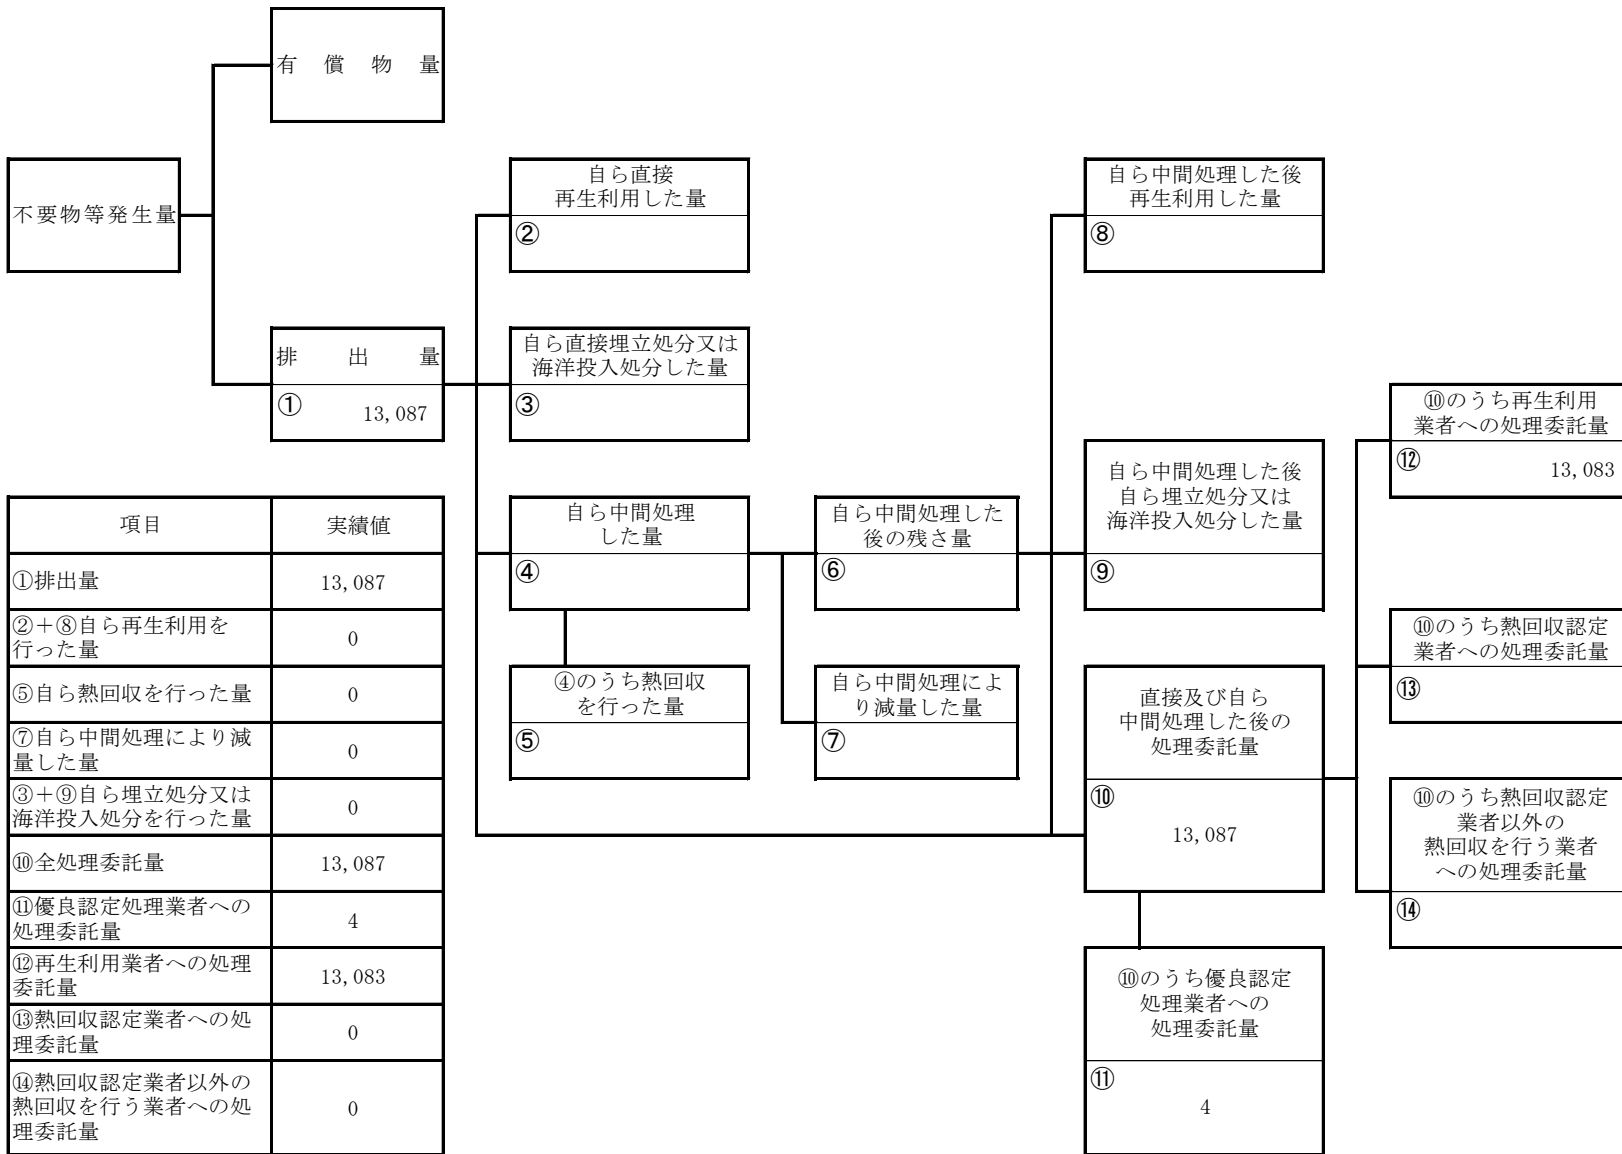 有償物量
不要物等発生量
自ら直接
再生利用した量
②
自ら中間処理した後
再生利用した量
⑧
排出量
① 13,087
自ら直接埋立処分又は
海洋投入処分した量
③
⑩のうち再生利用
業者への処理委託量
⑫ 13,083
自ら中間処理した後
自ら埋立処分又は
海洋投入処分した量
⑨
自ら中間処理
した量
④
自ら中間処理した
後の残さ量
⑥
④のうち熱回収
を行った量
⑤
自ら中間処理によ
り減量した量
⑦
⑩のうち熱回収認定
業者への処理委託量
⑬
直接及び自ら
中間処理した後の
処理委託量
⑩
13,087
⑩のうち熱回収認定
業者以外の
熱回収を行う業者
への処理委託量
⑭
⑩のうち優良認定
処理業者への
処理委託量
⑪
4
項目 実績値
①排出量 13,087
②＋⑧自ら再生利用を
行った量 0
⑤自ら熱回収を行った量 0
⑦自ら中間処理により減
量した量 0
③＋⑨自ら埋立処分又は
海洋投入処分を行った量 0
⑩全処理委託量 13,087
⑪優良認定処理業者への
処理委託量 4
⑫再生利用業者への処理
委託量 13,083
⑬熱回収認定業者への処
理委託量 0
⑭熱回収認定業者以外の
熱回収を行う業者への処
理委託量 0